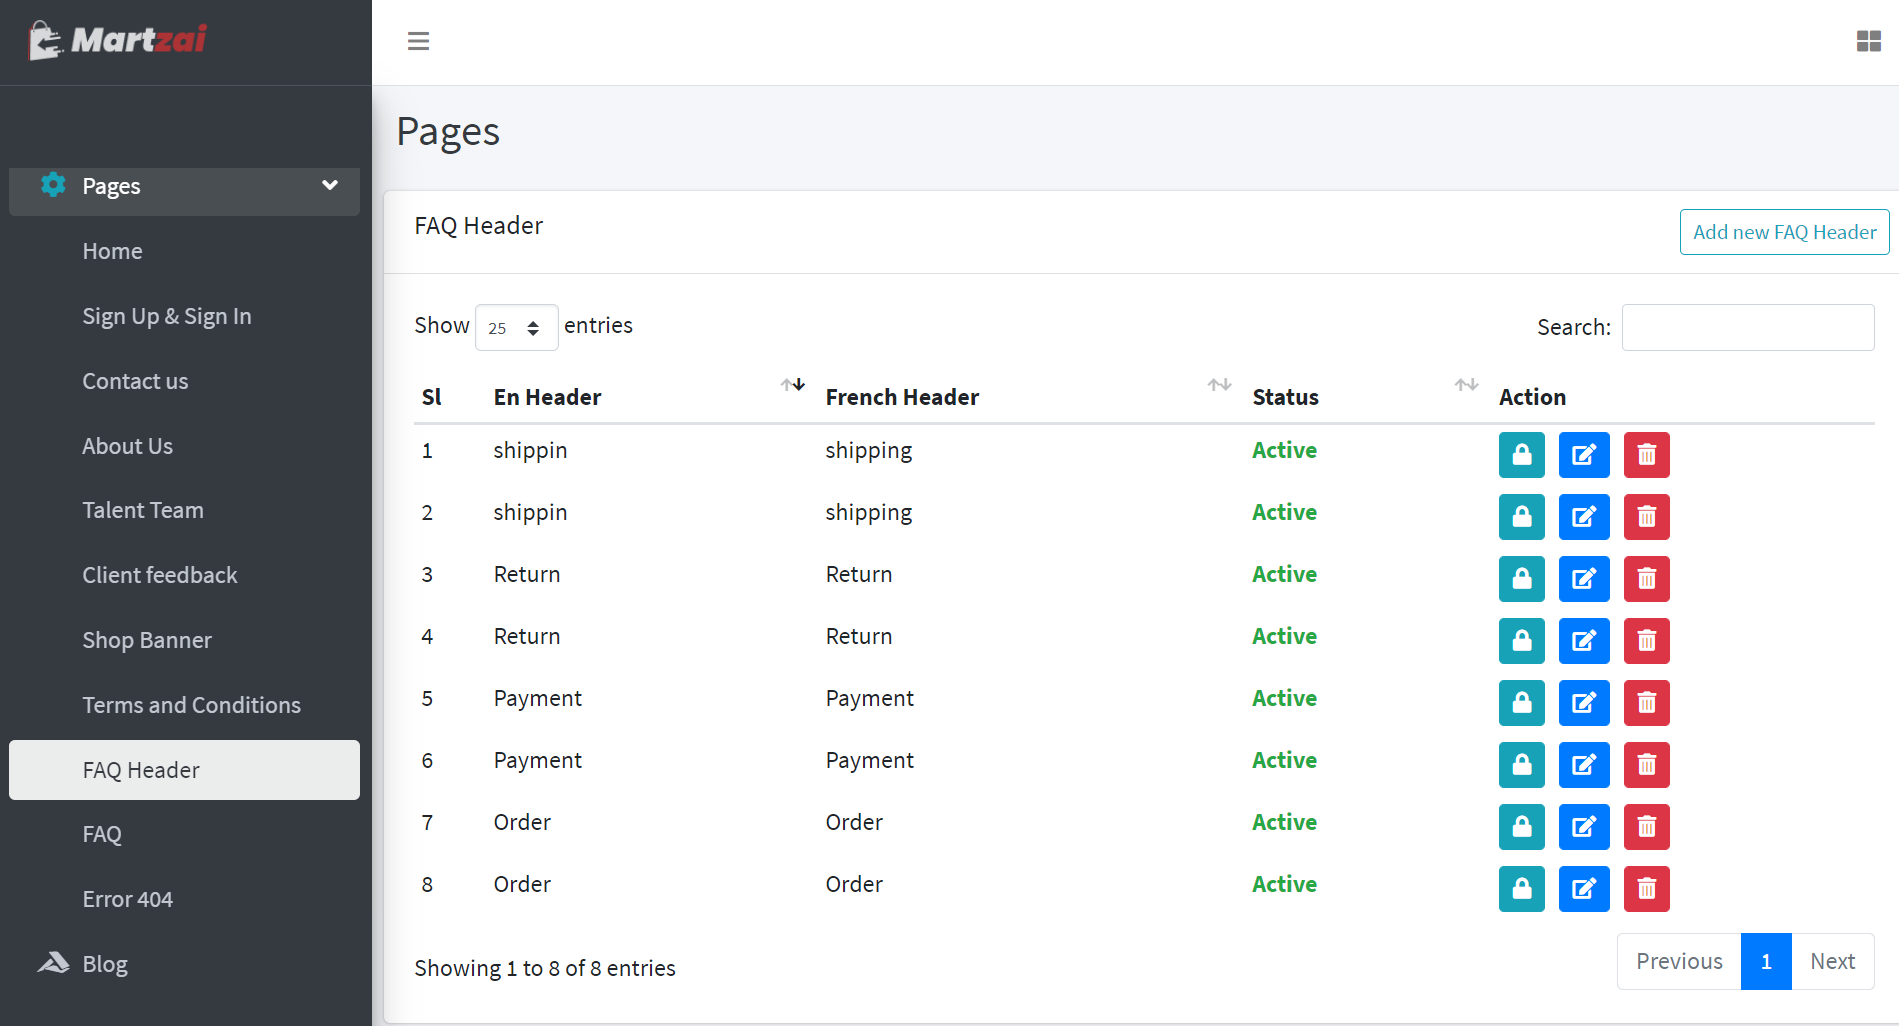 Martzai
Pages
Home
Sign Up & Sign In
Contact us
About Us
Talent Team
Client feedback
Shop Banner
Terms and Conditions
FAQ Header
FAQ
Error 404
Blog
Pages
FAQ Header
Add new FAQ Header
Show 25 entries
Search:
Sl En Header French Header Status Action
1 shippin shipping Active
2 shippin shipping Active
3 Return Return Active
4 Return Return Active
5 Payment Payment Active
6 Payment Payment Active
7 Order Order Active
8 Order Order Active
Showing 1 to 8 of 8 entries
Previous 1 Next